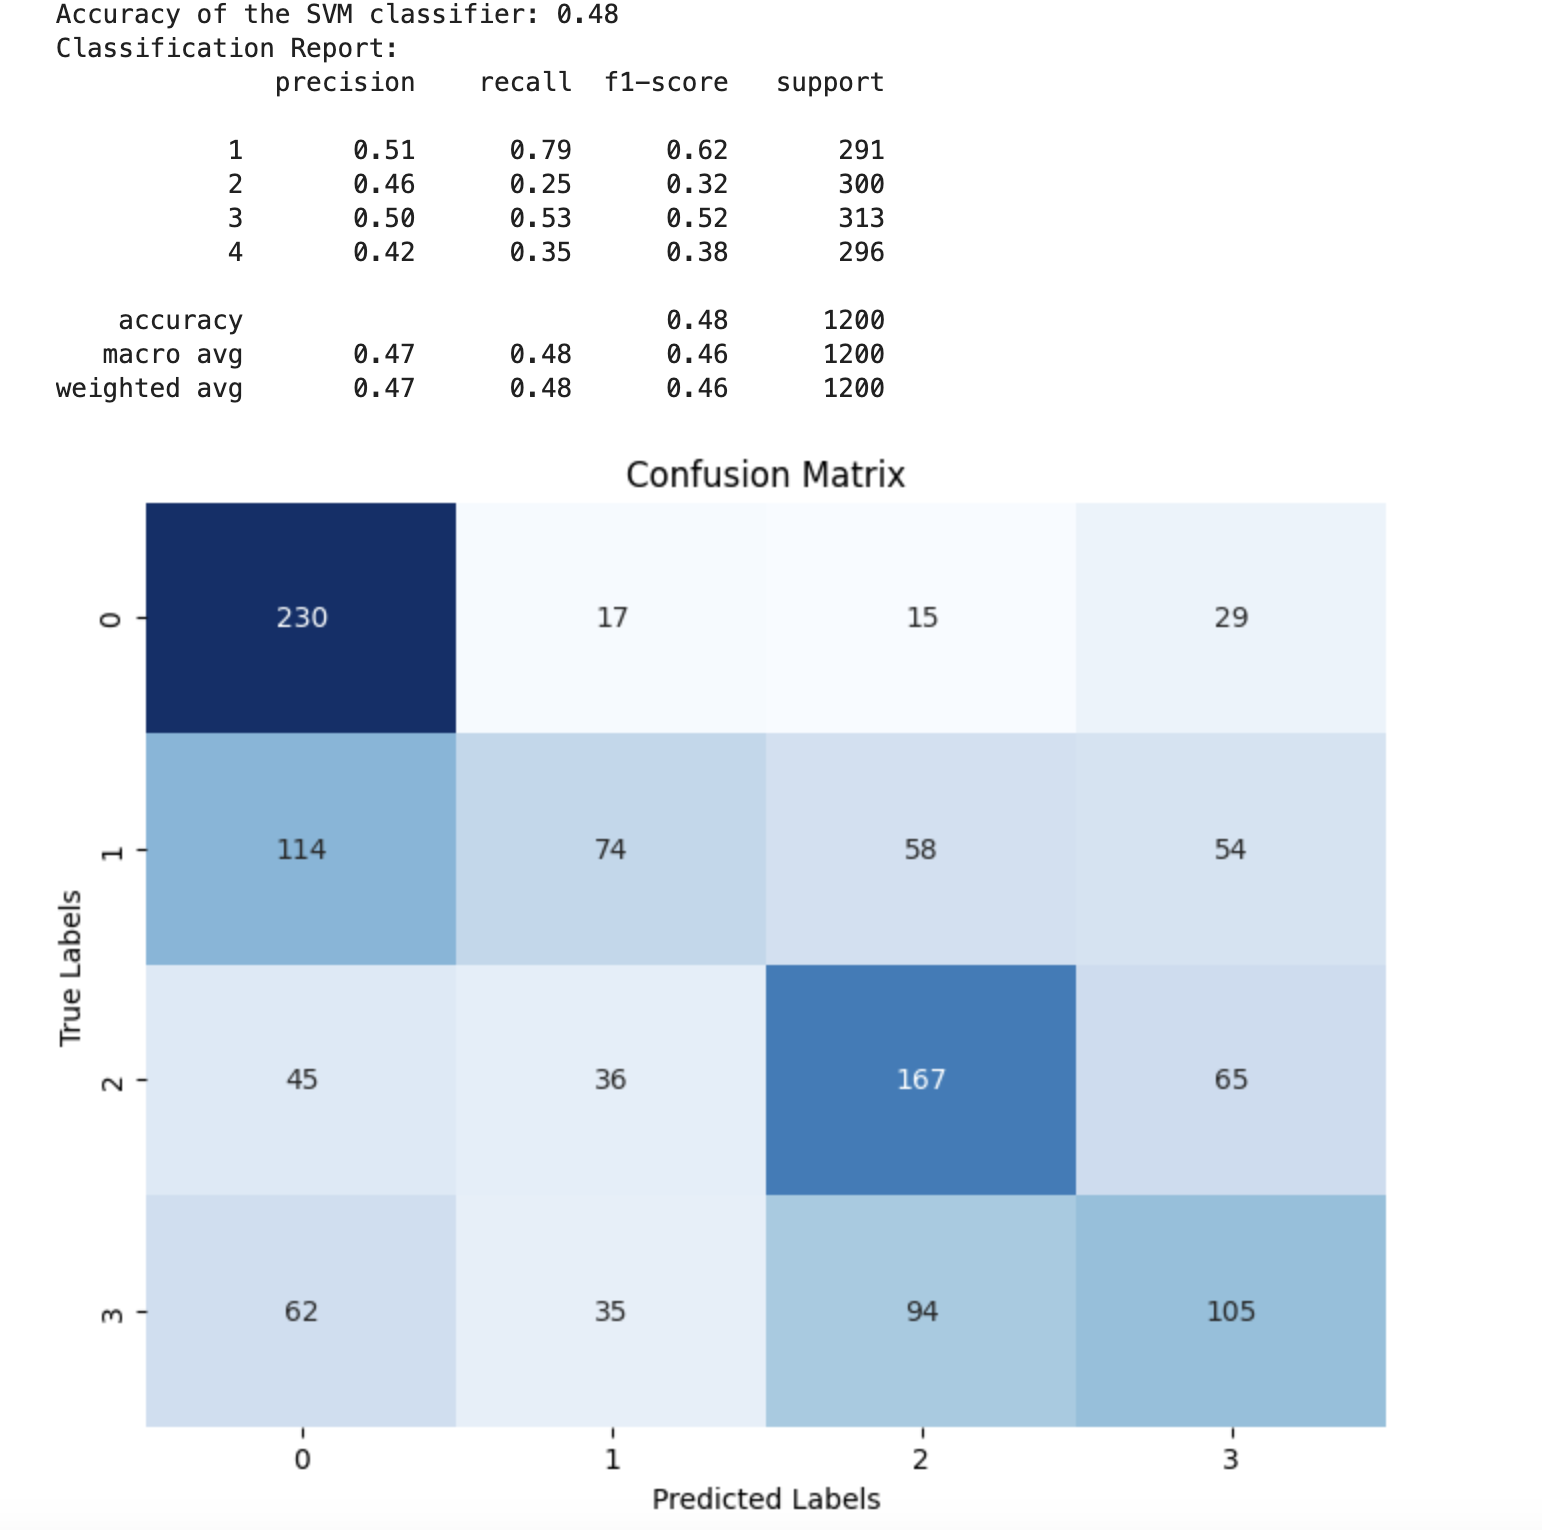 Accuracy of the SVM classifier: 0.48
Classification Report:
precision recall f1-score support
1 0.51 0.79 0.62 291
2 0.46 0.25 0.32 300
3 0.50 0.53 0.52 313
4 0.42 0.35 0.38 296
accuracy 0.48 1200
macro avg 0.47 0.48 0.46 1200
weighted avg 0.47 0.48 0.46 1200
Confusion Matrix
0 230 17 15 29
1 114 74 58 54
True Labels
2 45 36 167 65
3 62 35 94 105
0 1 2 3
Predicted Labels